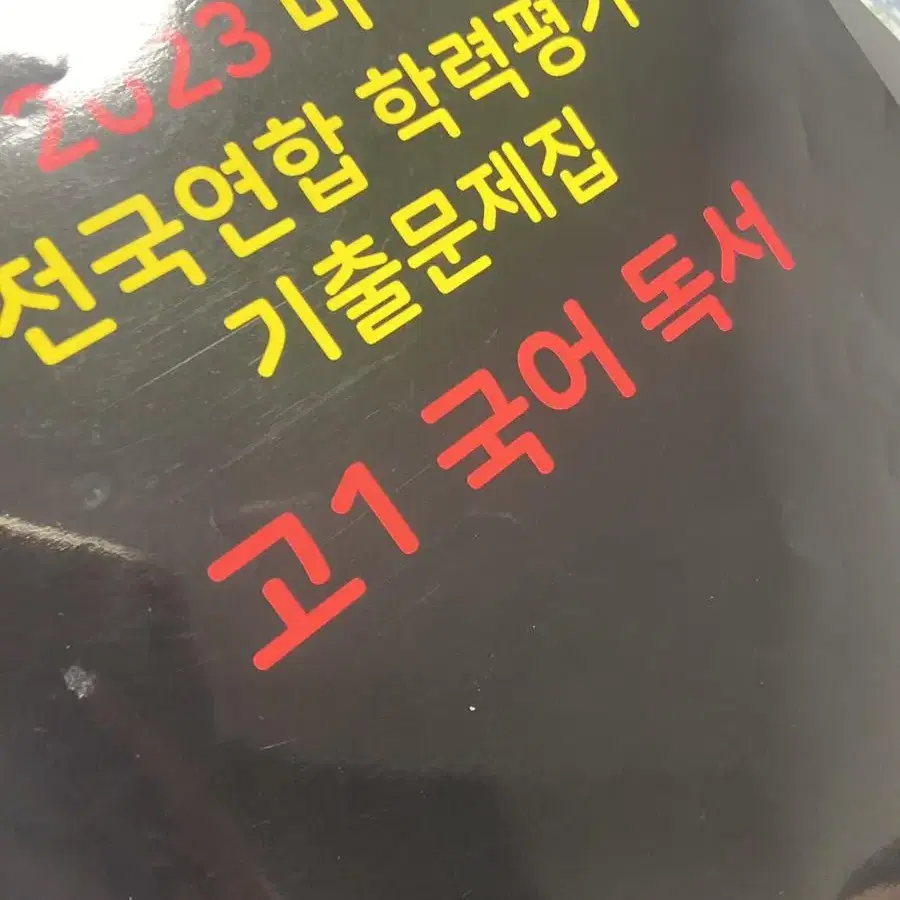 2023
전국연합 학력평가
기출문제집
고1 국어 독서